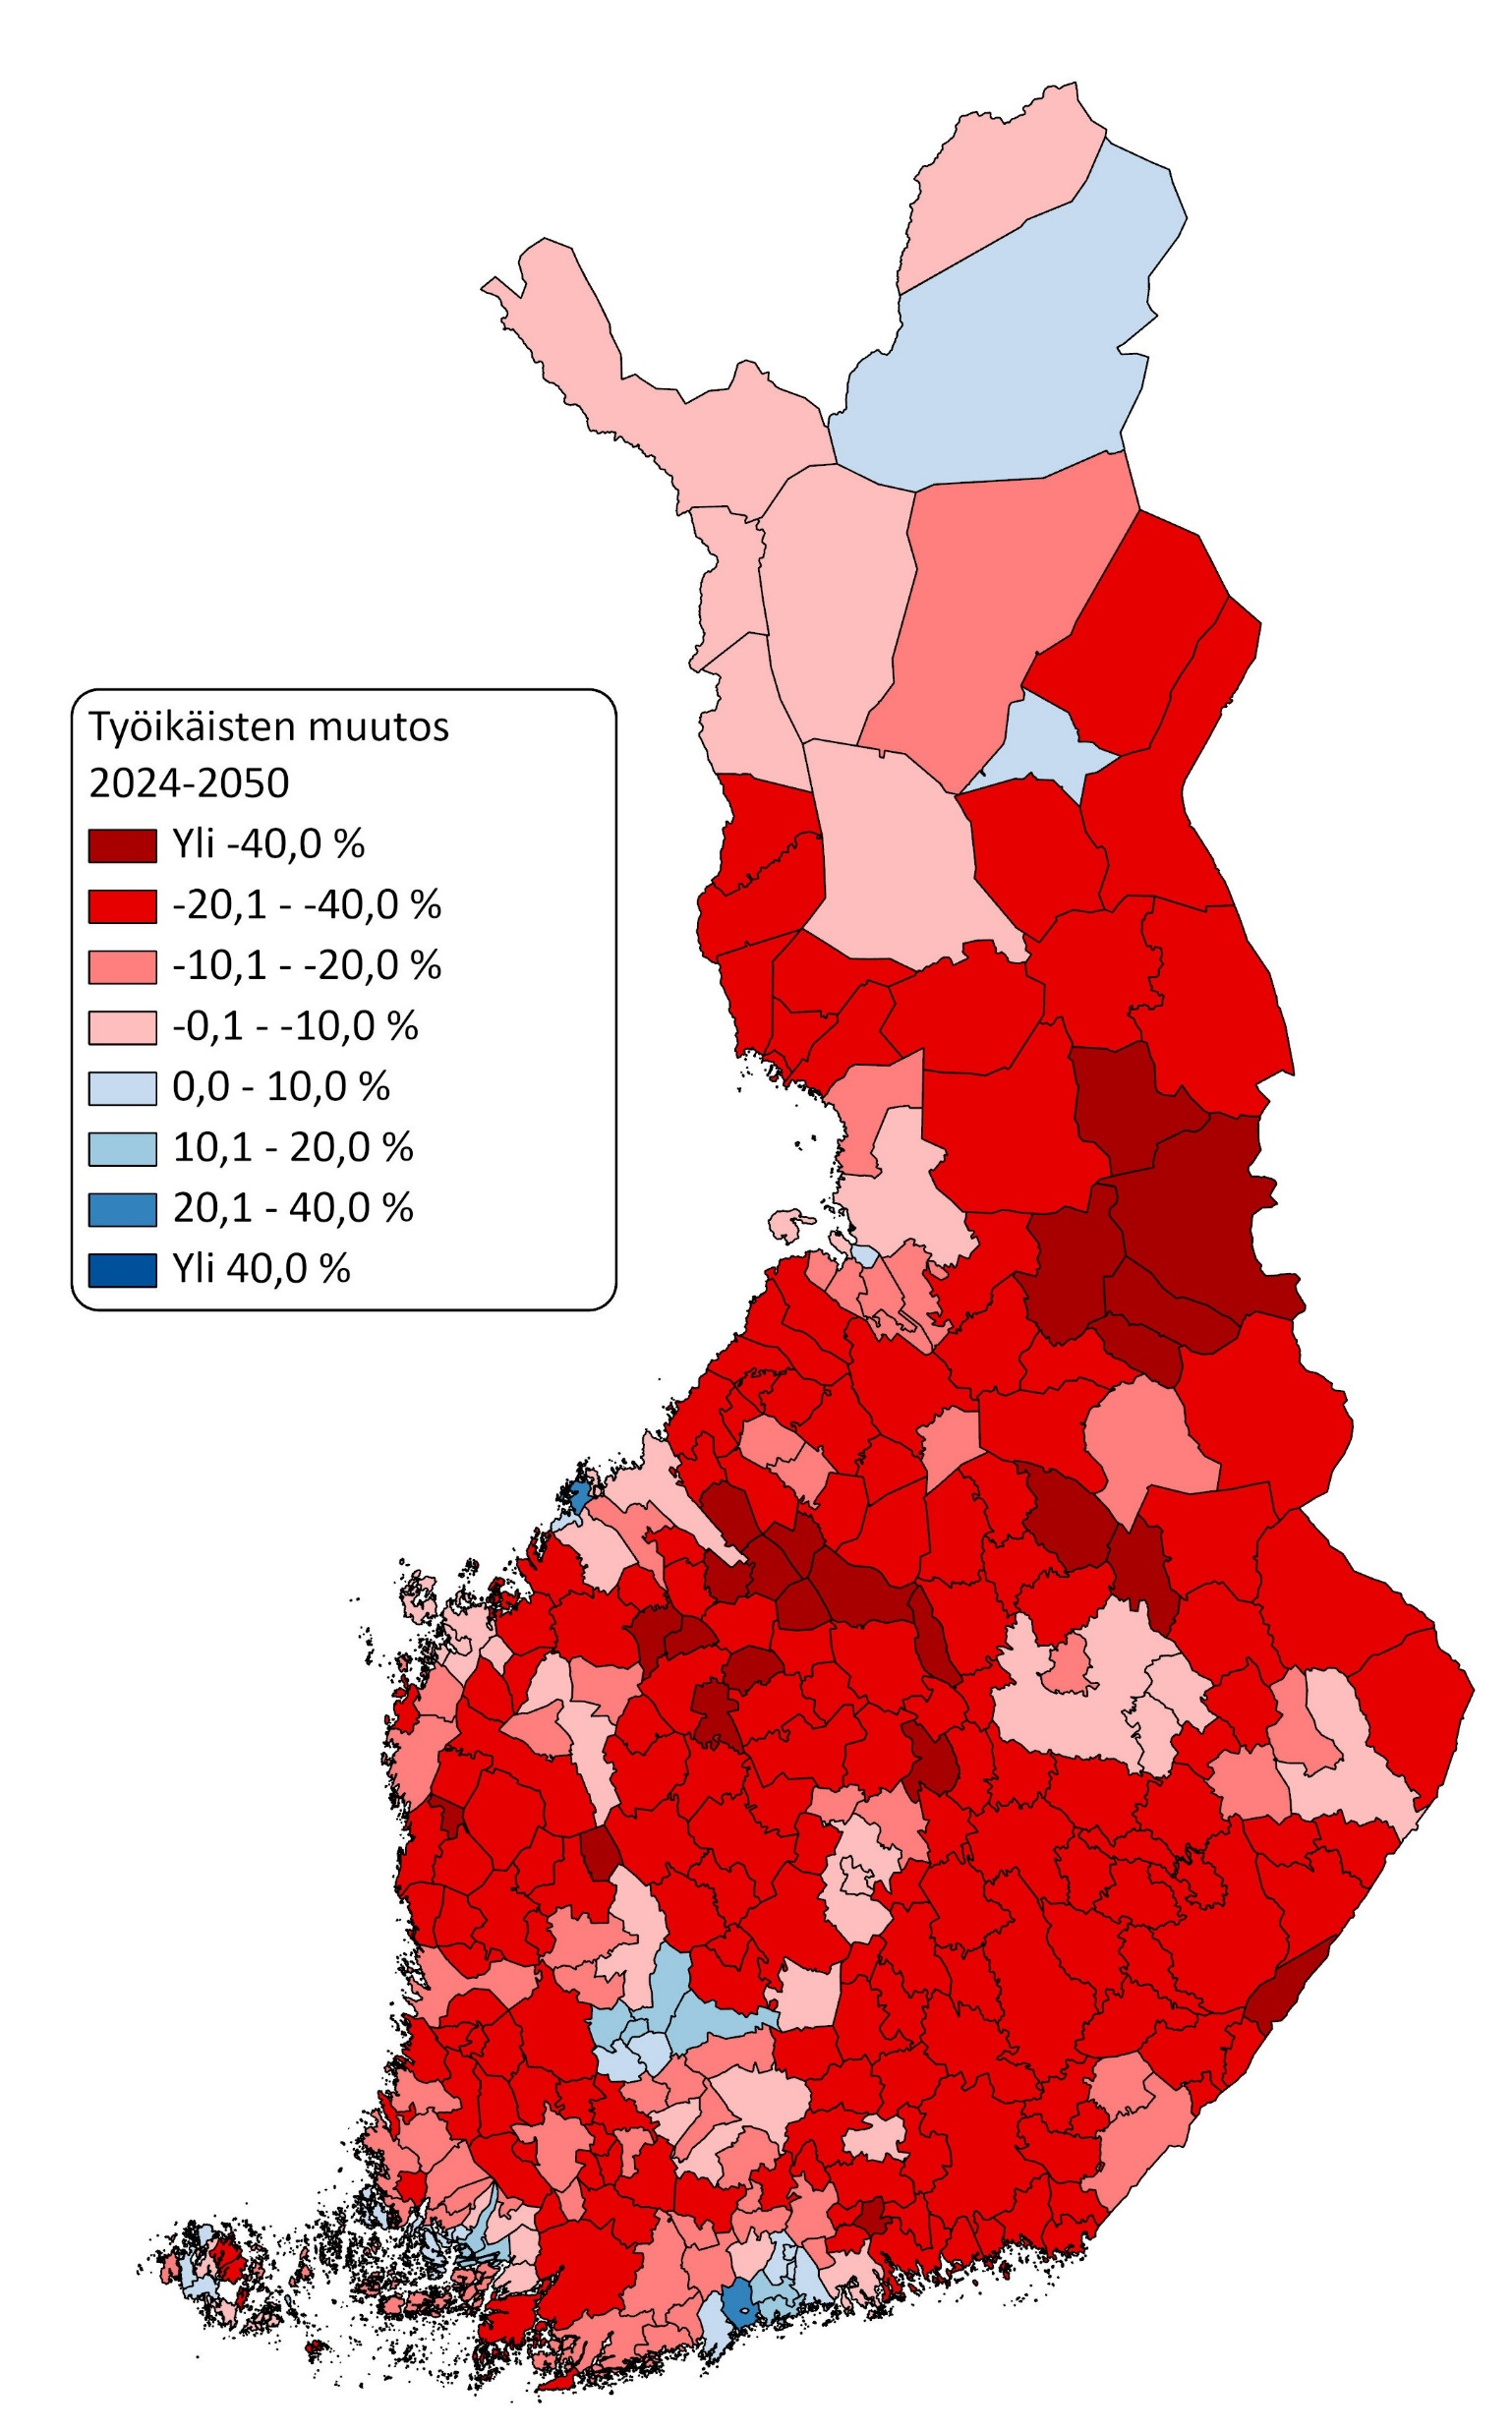 Työikäisten muutos
2024-2050
Yli -40,0 %
-20,1 - -40,0 %
-10,1 - -20,0 %
-0,1 - -10,0 %
0,0 - 10,0 %
10,1 - 20,0 %
20,1 - 40,0 %
Yli 40,0 %